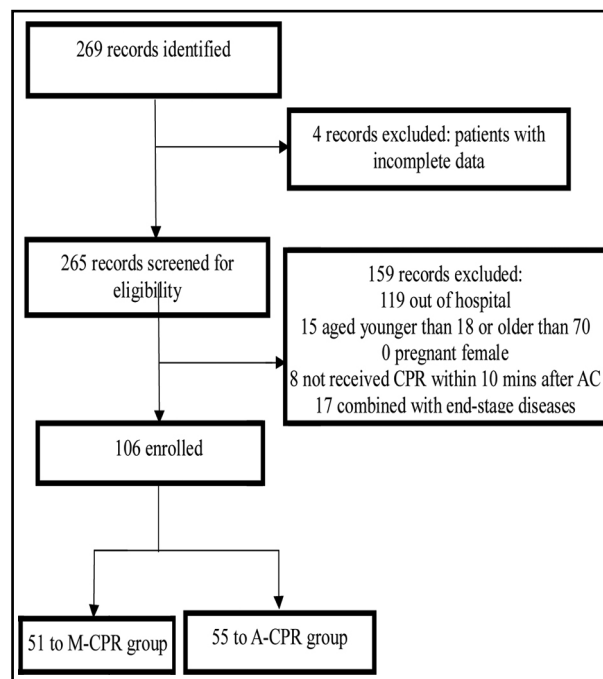 269 records identified
4 records excluded: patients with
incomplete data
265 records screened for
eligibility
159 records excluded:
119 out of hospital
15 aged younger than 18 or older than 70
0 pregnant female
8 not received CPR within 10 mins after AC
17 combined with end-stage diseases
106 enrolled
51 to M-CPR group
55 to A-CPR group